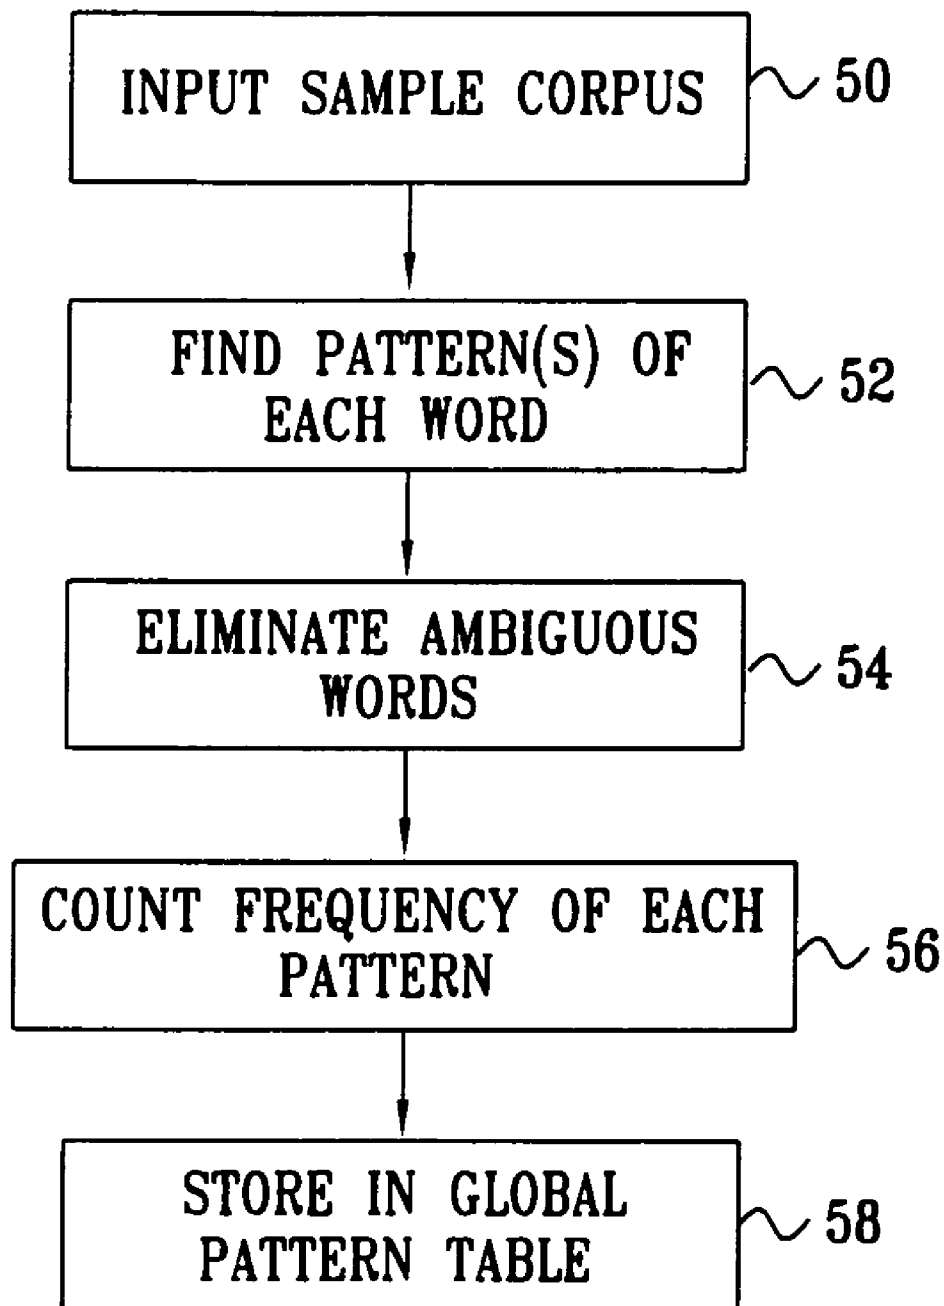 INPUT SAMPLE CORPUS
50
FIND PATTERN(S) OF
EACH WORD
52
ELIMINATE AMBIGUOUS
WORDS
54
COUNT FREQUENCY OF EACH
PATTERN
56
STORE IN GLOBAL
PATTERN TABLE
58